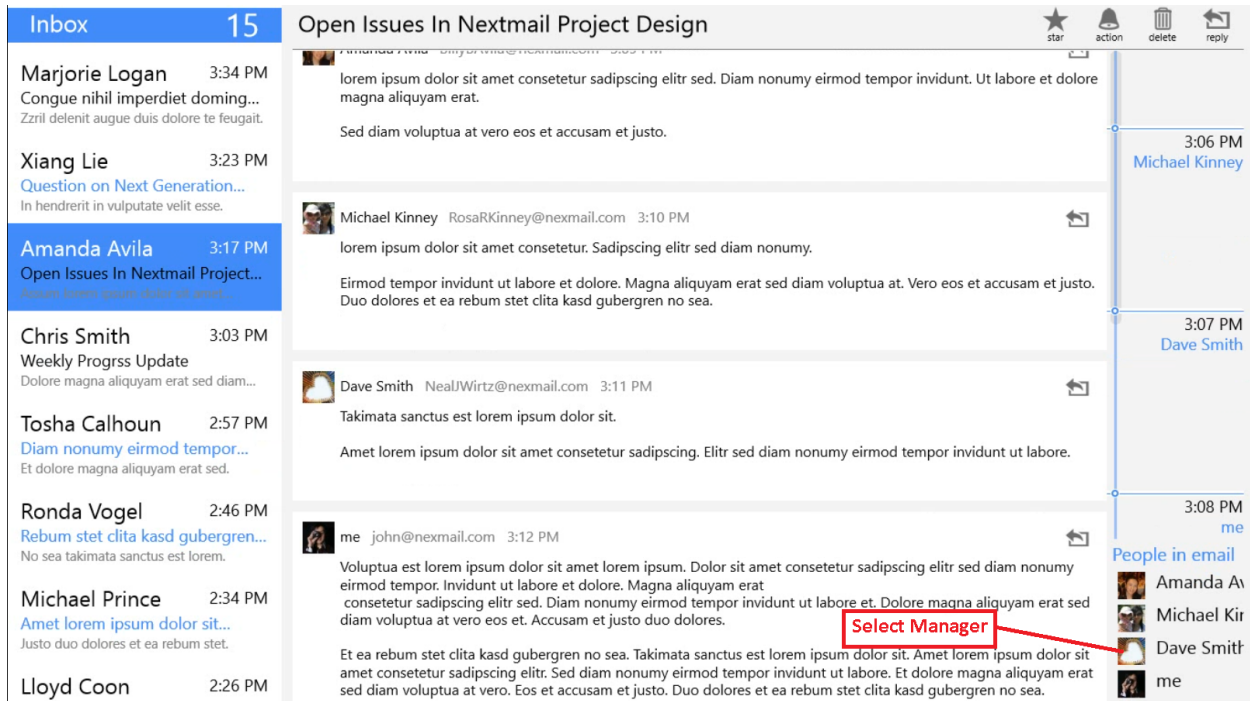 Inbox 15
Marjorie Logan 3:34 PM
Congue nihil imperdiet doming...
Zzril delenit augue duis dolore te feugait.
Xiang Lie 3:23 PM
Question on Next Generation...
In hendrerit in vulputate velit esse.
Amanda Avila 3:17 PM
Open Issues In Nextmail Project...
Chris Smith 3:03 PM
Weekly Progrss Update
Dolore magna aliquyam erat sed diam...
Tosha Calhoun 2:57 PM
Diam nonumy eirmod tempor...
Et dolore magna aliquyam erat sed.
Ronda Vogel 2:46 PM
Rebum stet clita kasd gubergren...
No sea takimata sanctus est lorem.
Michael Prince 2:34 PM
Amet lorem ipsum dolor sit...
Justo duo dolores et ea rebum stet.
Lloyd Coon 2:26 PM
Open Issues In Nextmail Project Design
star action delete reply
lorem ipsum dolor sit amet consetetur sadipscing elitr sed. Diam nonumy eirmod tempor invidunt. Ut labore et dolore
magna aliquyam erat.
Sed diam voluptua at vero eos et accusam et justo.
Michael Kinney RosaRKinney@nexmail.com 3:10 PM
lorem ipsum dolor sit amet consetetur. Sadipscing elitr sed diam nonumy.
Eirmod tempor invidunt ut labore et dolore. Magna aliquyam erat sed diam voluptua at. Vero eos et accusam et justo.
Duo dolores et ea rebum stet clita kasd gubergren no sea.
Dave Smith NealJWirtz@nexmail.com 3:11 PM
Takimata sanctus est lorem ipsum dolor sit.
Amet lorem ipsum dolor sit amet consetetur sadipscing. Elitr sed diam nonumy eirmod tempor invidunt ut labore.
me john@nexmail.com 3:12 PM
Voluptua est lorem ipsum dolor sit amet lorem ipsum. Dolor sit amet consetetur sadipscing elitr sed diam nonumy
eirmod tempor. Invidunt ut labore et dolore. Magna aliquyam erat
consetetur sadipscing elitr sed. Diam nonumy eirmod tempor invidunt ut labore et. Dolore magna aliquyam erat sed
diam voluptua at vero eos et. Accusam et justo duo dolores.
Et ea rebum stet clita kasd gubergren no sea. Takimata sanctus est lorem ipsum dolor sit. Amet lorem ipsum dolor sit
amet consetetur sadipscing elitr. Sed diam nonumy eirmod tempor invidunt ut labore. Et dolore magna aliquyam erat
sed diam voluptua at vero. Eos et accusam et justo. Duo dolores et ea rebum stet clita kasd gubergren no sea.
Select Manager
3:06 PM
Michael Kinney
3:07 PM
Dave Smith
3:08 PM
me
People in email
Amanda Av
Michael Kin
Dave Smith
me